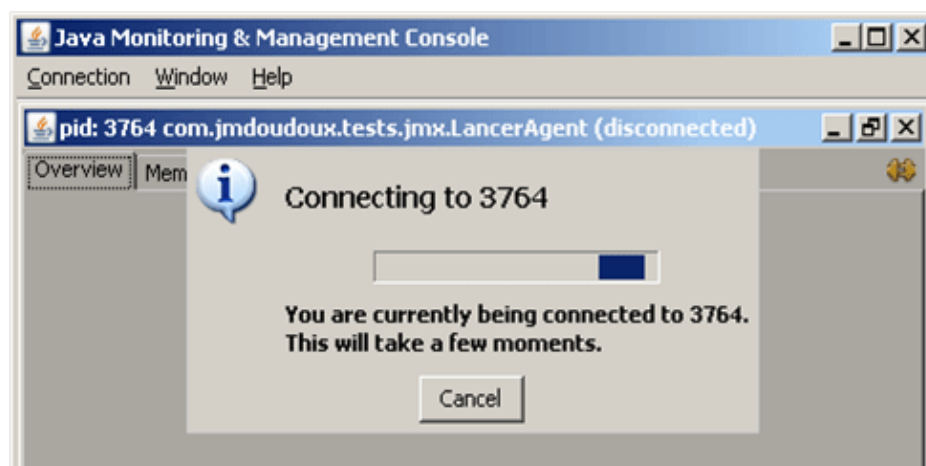 Java Monitoring & Management Console
Connection Window Help
pid: 3764 com.jmdoudoux.tests.jmx.LancerAgent (disconnected)
Overview Mem
Connecting to 3764
You are currently being connected to 3764.
This will take a few moments.
Cancel